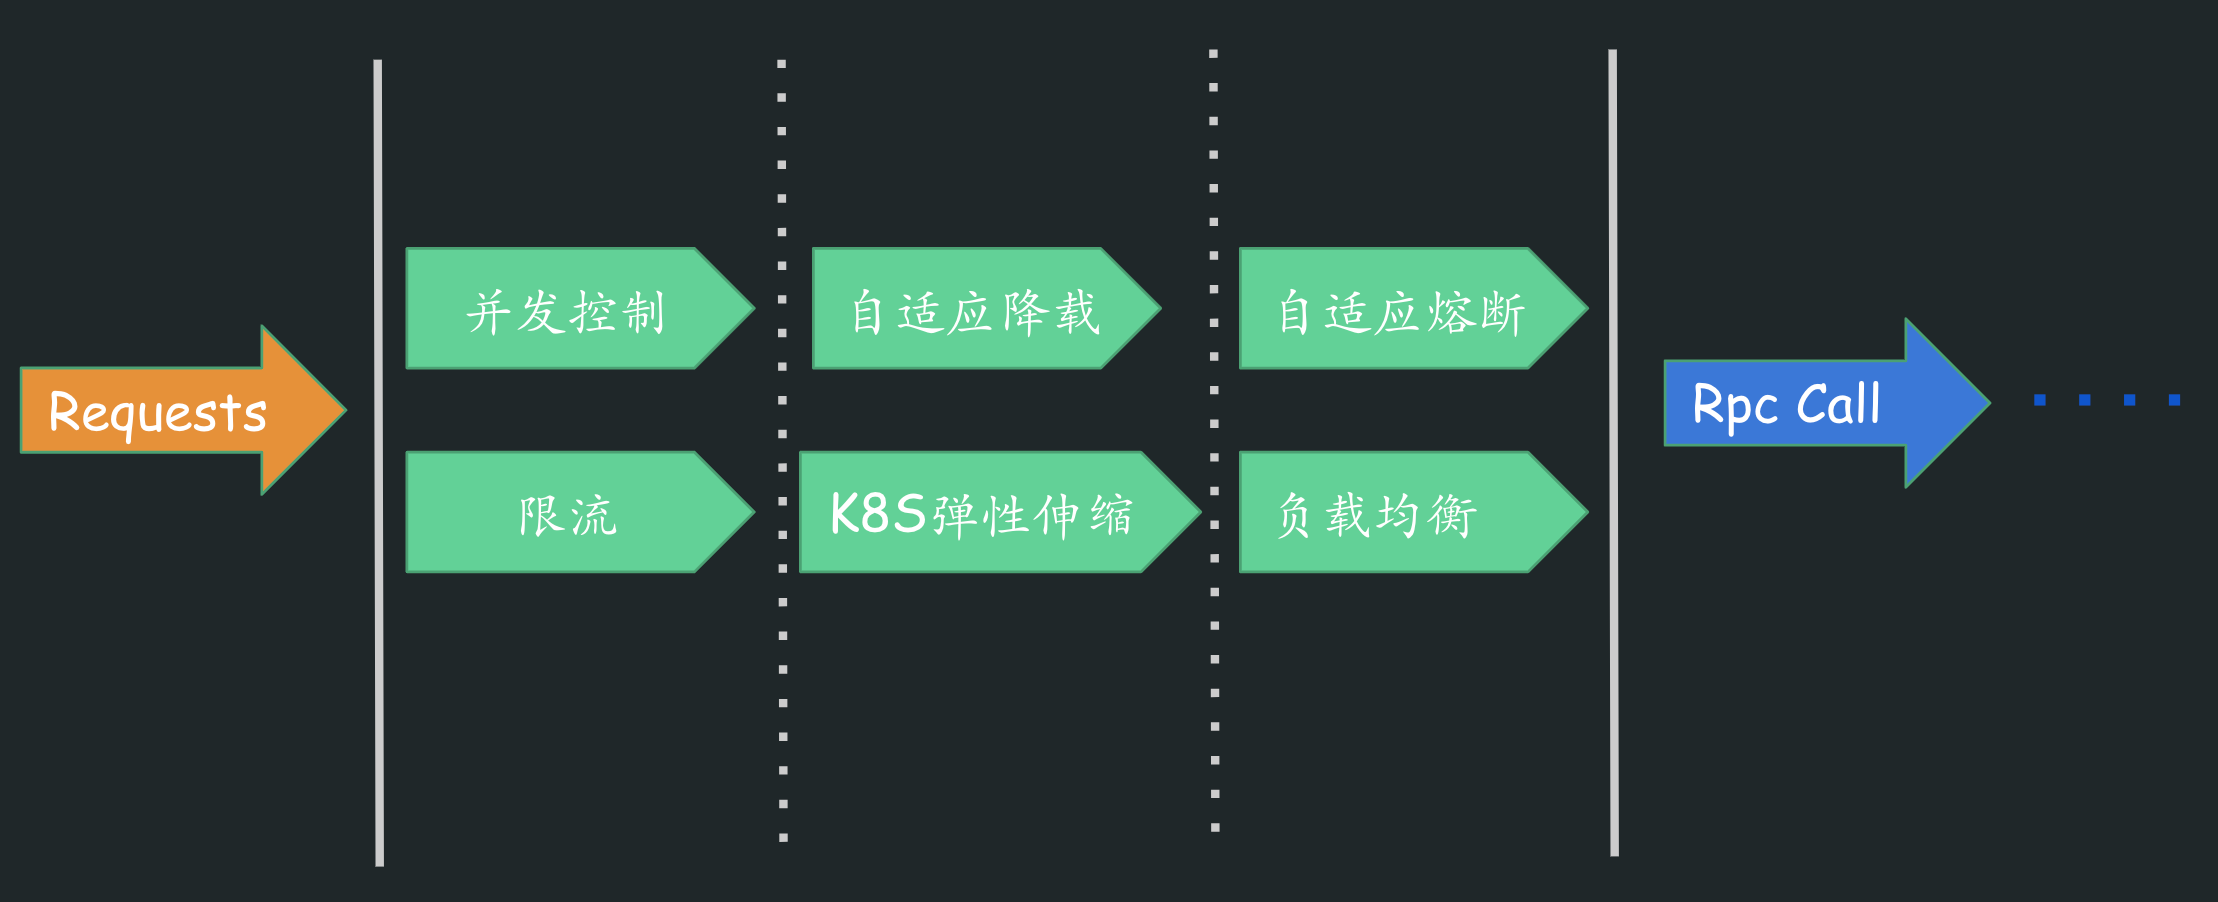 Requests
并发控制
自适应降载
自适应熔断
限流
K8S弹性伸缩
负载均衡
Rpc Call